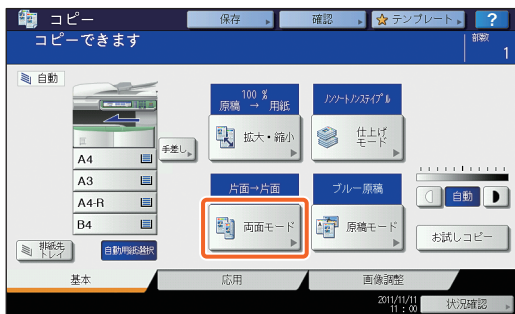 コピー
保存
確認
テンプレート
?
コピーできます
部数
1
自動
100 %
原稿 → 用紙
ノンソート/ノンステイプル
拡大・縮小
仕上げ
モード
手差し
A4
A3
A4-R
B4
片面→片面
ブルー原稿
自動
両面モード
原稿モード
お試しコピー
排紙先
トレイ
自動用紙選択
基本
応用
画像調整
2011/11/11
11 : 00
状況確認